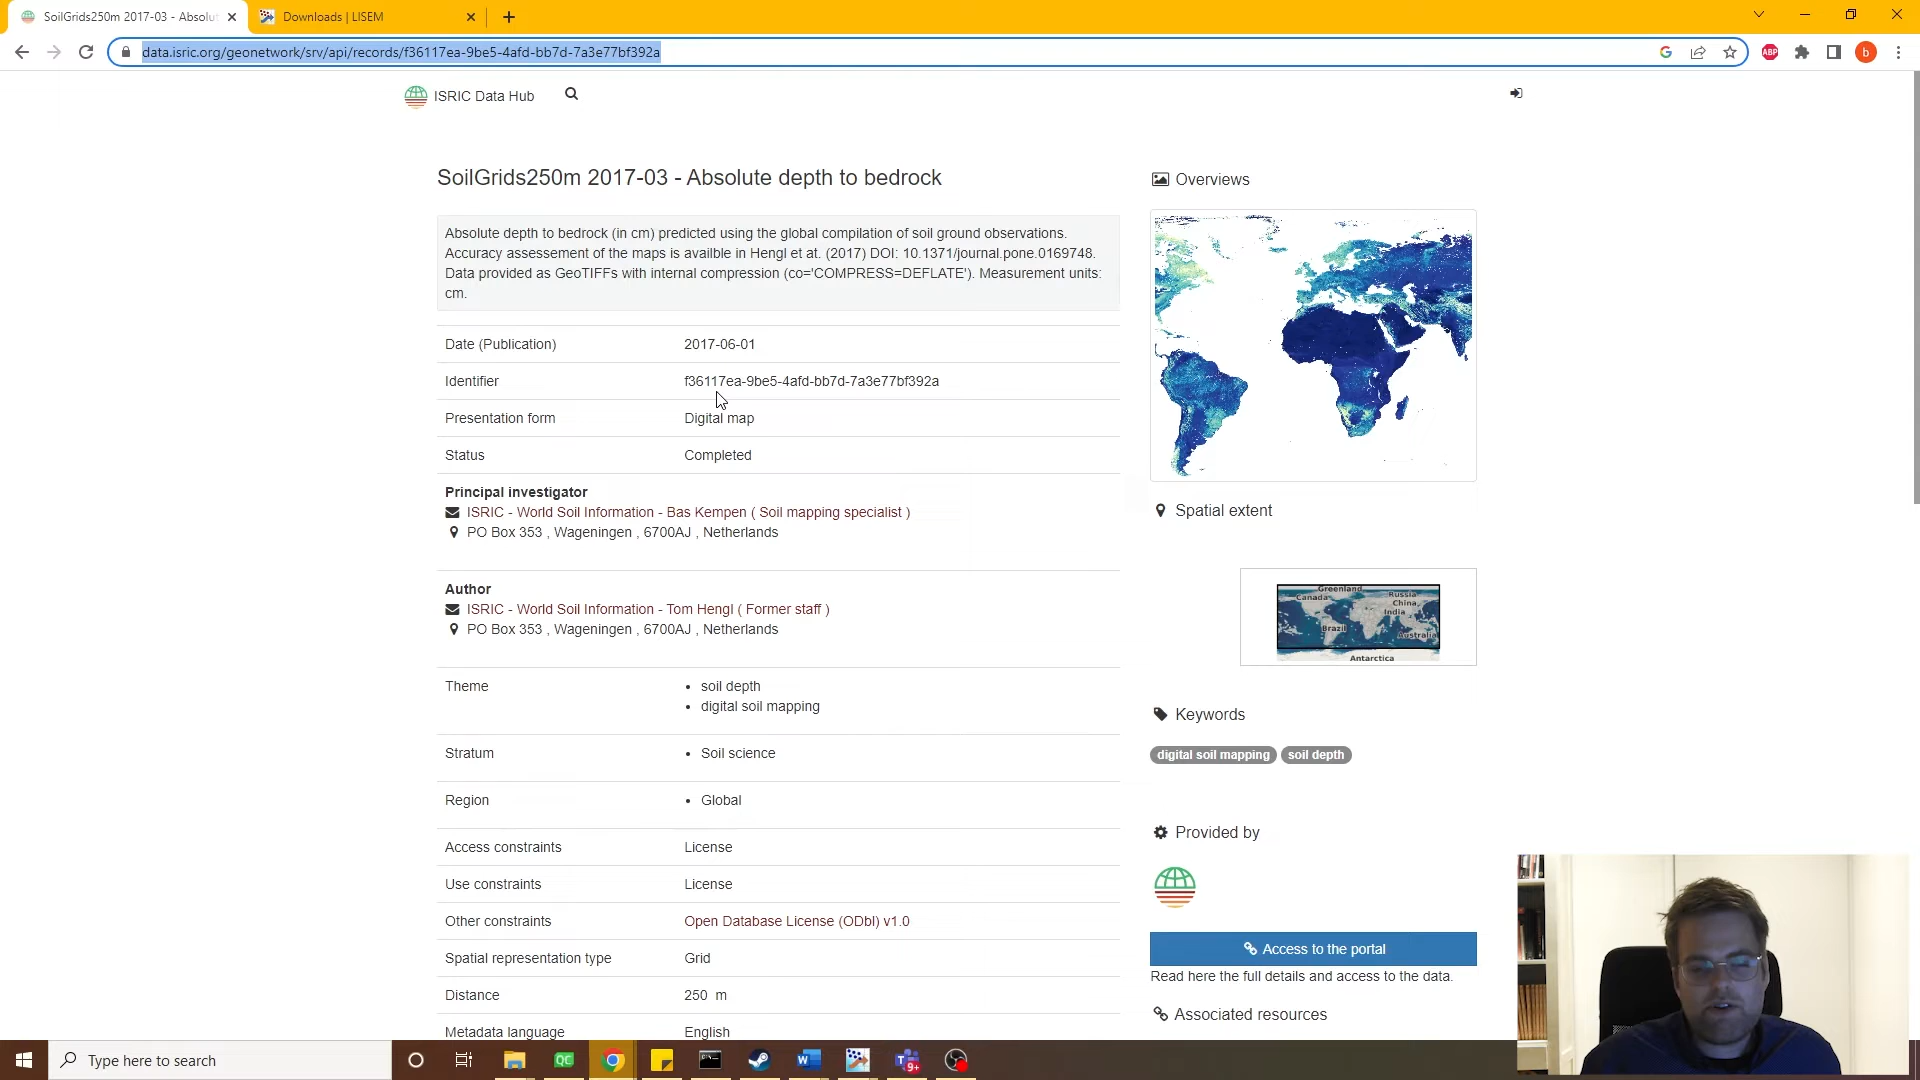 SoilGrids250m 2017-03 - Absolu
Downloads | LISEM
data.isric.org/geonetwork/srv/api/records/f36117ea-9be5-4afd-bb7d-7a3e77bf392a
ABP
b
ISRIC Data Hub
SoilGrids250m 2017-03 - Absolute depth to bedrock
Absolute depth to bedrock (in cm) predicted using the global compilation of soil ground observations.
Accuracy assessement of the maps is availble in Hengl et at. (2017) DOI: 10.1371/journal.pone.0169748.
Data provided as GeoTIFFs with internal compression (co='COMPRESS=DEFLATE'). Measurement units:
cm.
Date (Publication) 2017-06-01
Identifier f36117ea-9be5-4afd-bb7d-7a3e77bf392a
Presentation form Digital map
Status Completed
Principal investigator
ISRIC - World Soil Information - Bas Kempen ( Soil mapping specialist )
PO Box 353 , Wageningen , 6700AJ , Netherlands
Author
ISRIC - World Soil Information - Tom Hengl ( Former staff )
PO Box 353 , Wageningen , 6700AJ , Netherlands
Theme • soil depth
• digital soil mapping
Stratum • Soil science
Region • Global
Access constraints License
Use constraints License
Other constraints Open Database License (ODbl) v1.0
Spatial representation type Grid
Distance 250 m
Metadata language English
Overviews
Spatial extent
Greenland
Canada
Russia
China
India
Brazil
Australia
Antarctica
Keywords
digital soil mapping soil depth
Provided by
Access to the portal
Read here the full details and access to the data.
Associated resources
Type here to search
QC
W
9+